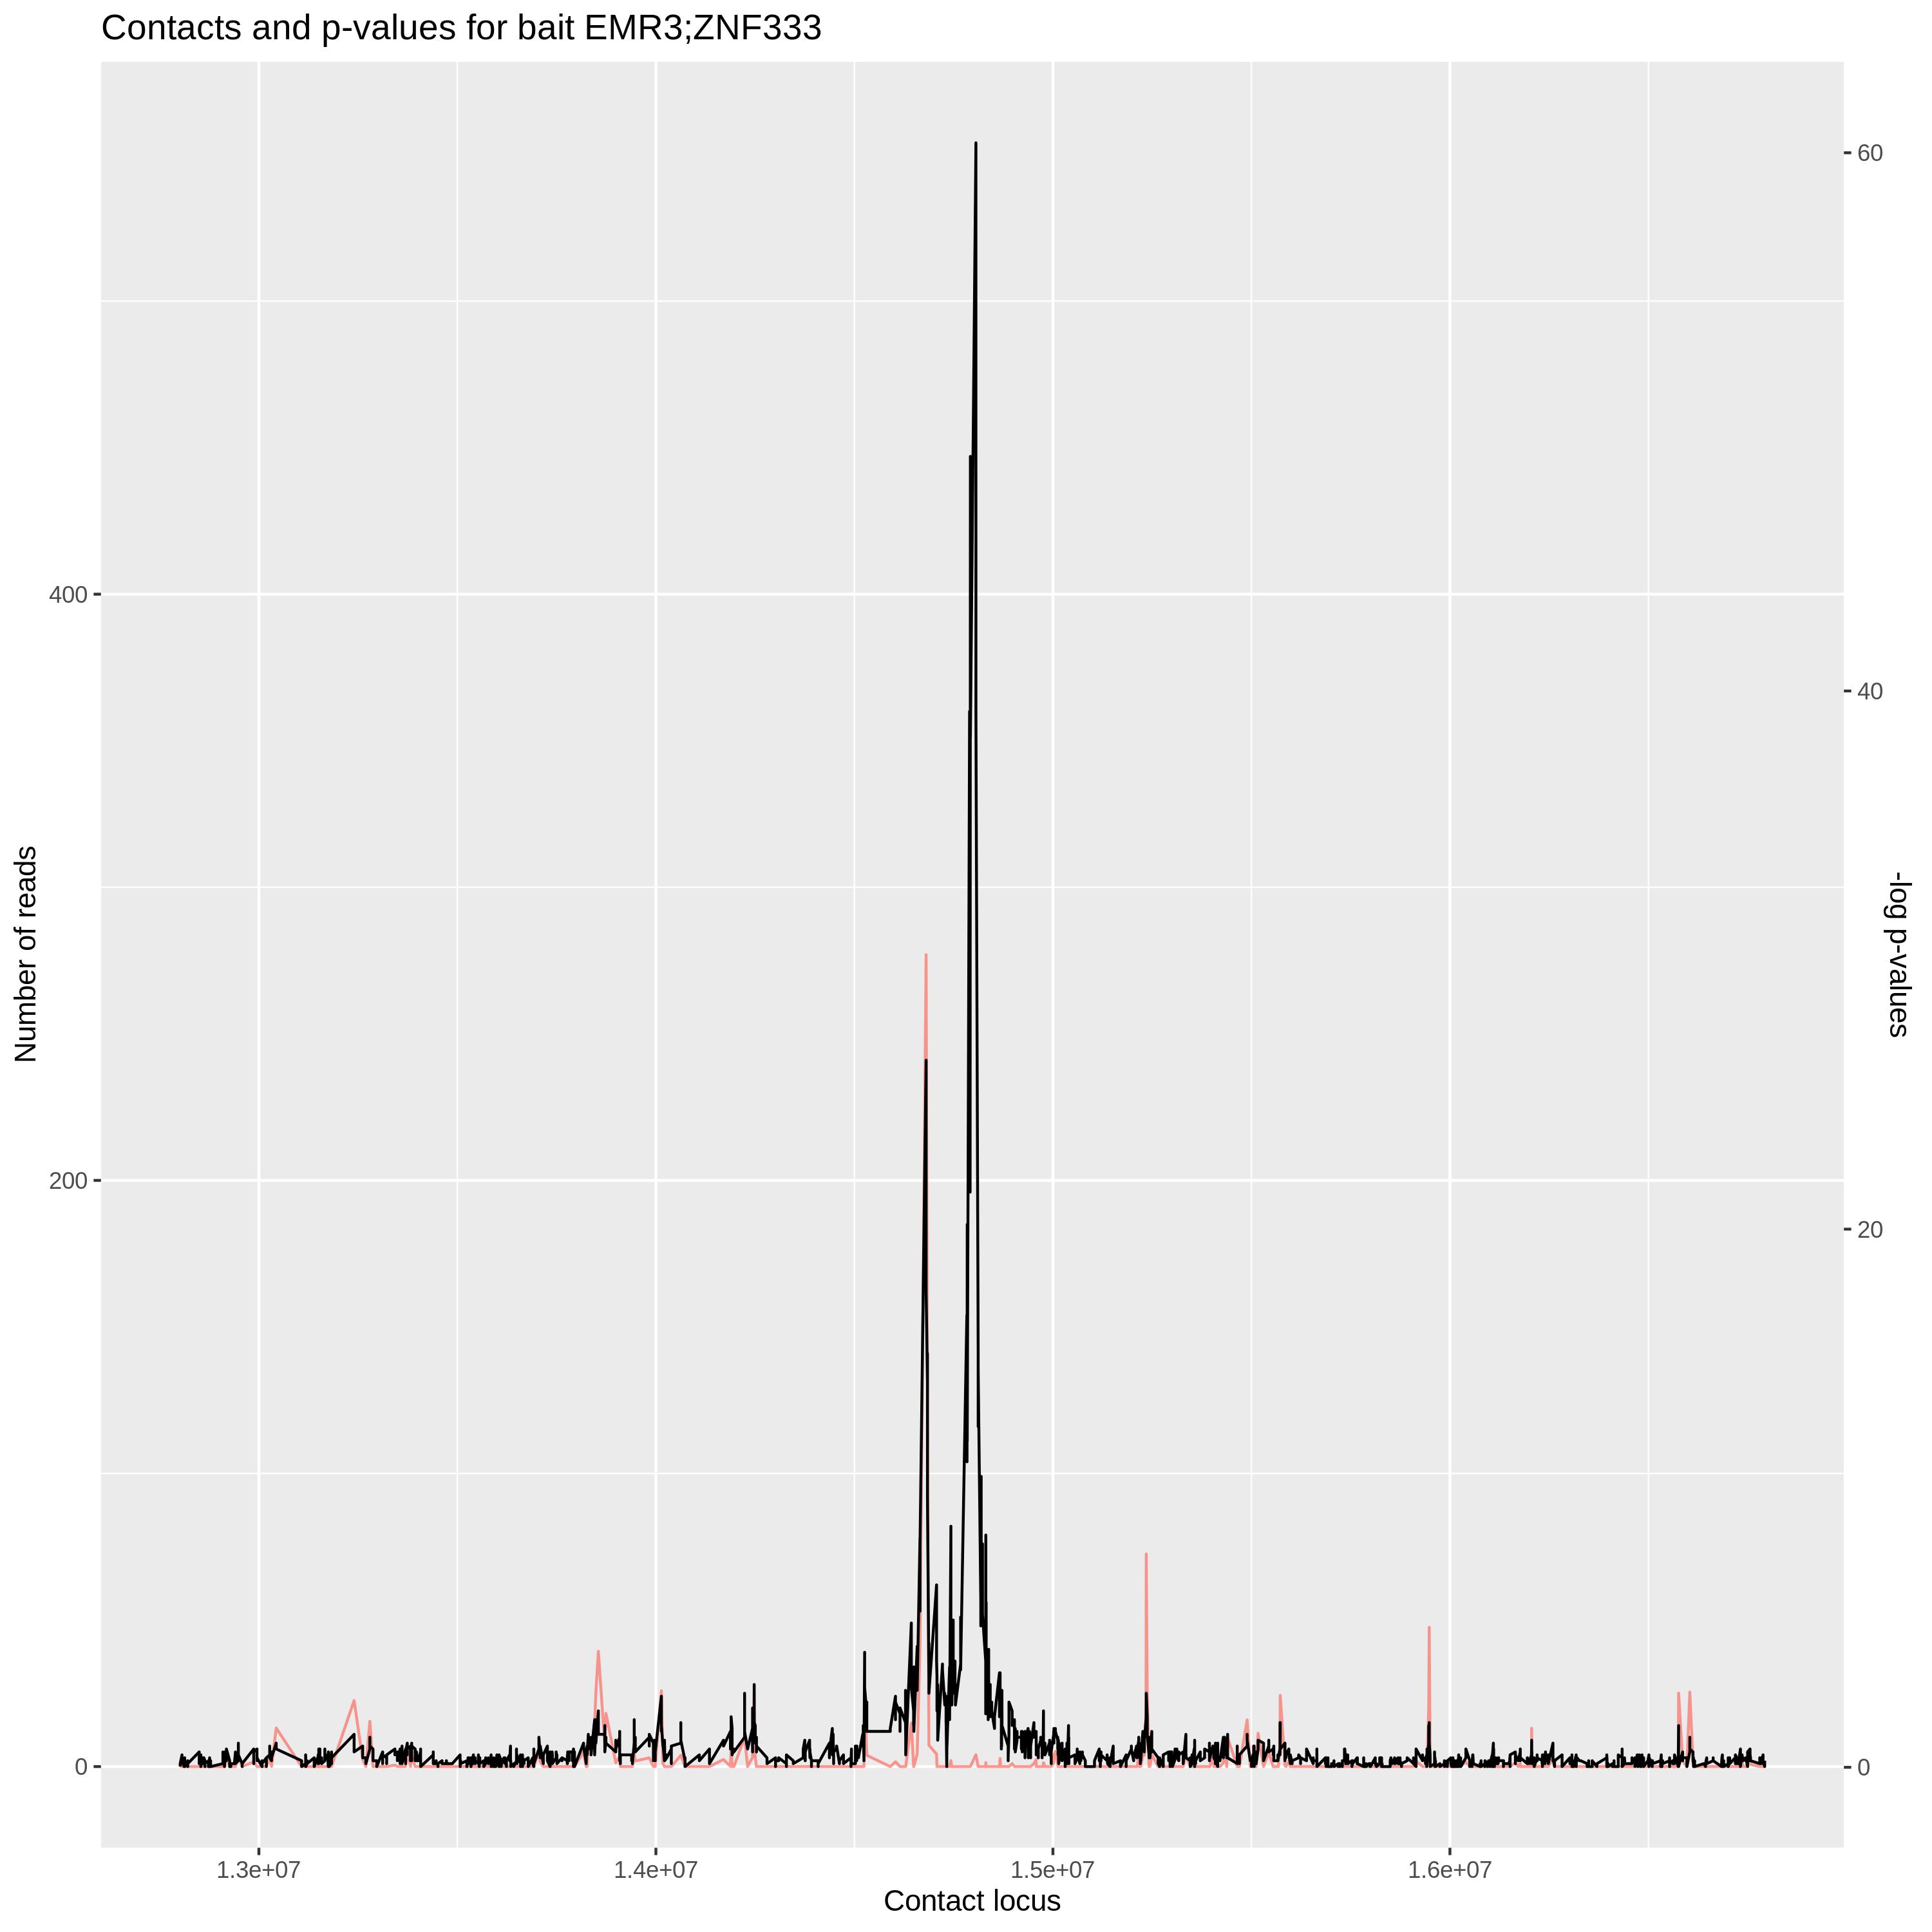 Contacts and p-values for bait EMR3;ZNF333
Number of reads
400
200
0
60
40
20
0
-log p-values
1.3e+07
1.4e+07
1.5e+07
1.6e+07
Contact locus